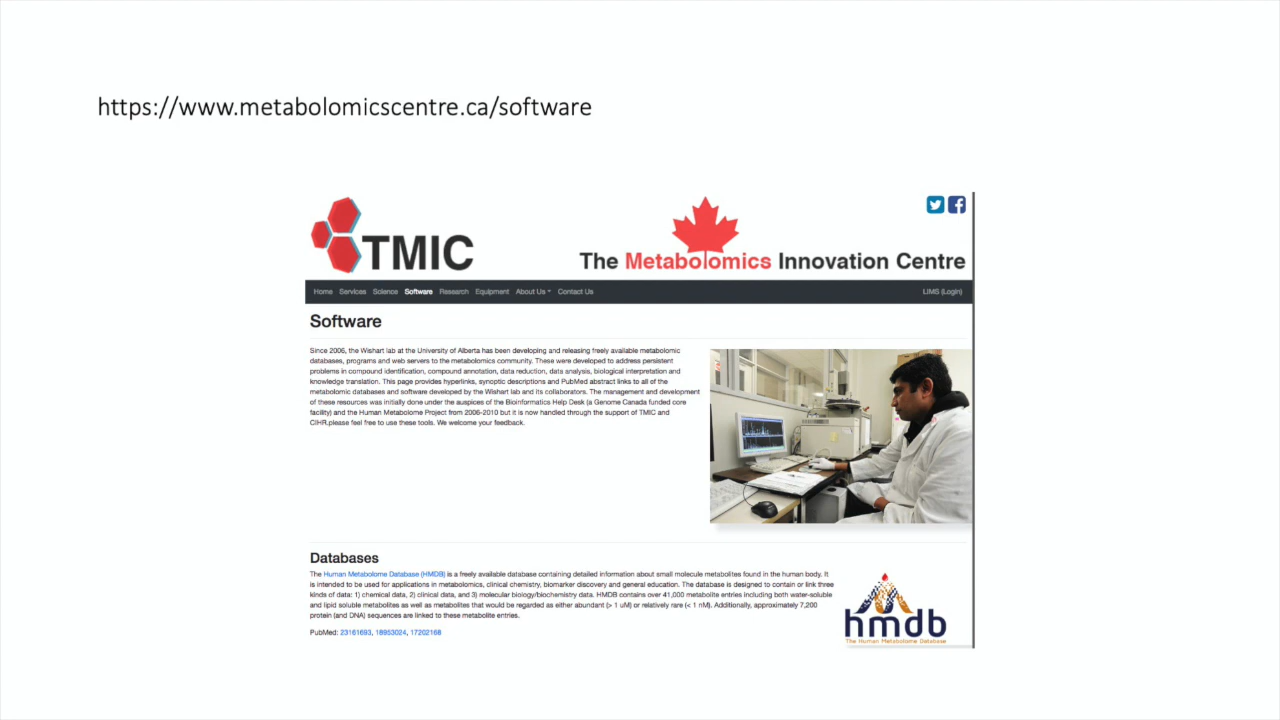 https://www.metabolomicscentre.ca/software
TMIC
The Metabolomics Innovation Centre
Home Services Science Software Research Equipment About Us Contact Us LIMS (Login)
Software
Since 2006, the Wishart lab at the University of Alberta has been developing and releasing freely available metabolomic
databases, programs and web servers to the metabolomics community. These were developed to address persistent
problems in compound identification, compound annotation, data reduction, data analysis, biological interpretation and
knowledge translation. This page provides hyperlinks, synoptic descriptions and PubMed abstract links to all of the
metabolomic databases and software developed by the Wishart lab and its collaborators. The management and development
of these resources was initially done under the auspices of the Bioinformatics Help Desk (a Genome Canada funded core
facility) and the Human Metabolome Project from 2006-2010 but it is now handled through the support of TMIC and
CIHR.please feel free to use these tools. We welcome your feedback.
Databases
The Human Metabolome Database (HMDB) is a freely available database containing detailed information about small molecule metabolites found in the human body. It
is intended to be used for applications in metabolomics, clinical chemistry, biomarker discovery and general education. The database is designed to contain or link three
kinds of data: 1) chemical data, 2) clinical data, and 3) molecular biology/biochemistry data. HMDB contains over 41,000 metabolite entries including both water-soluble
and lipid soluble metabolites as well as metabolites that would be regarded as either abundant (> 1 uM) or relatively rare (< 1 nM). Additionally, approximately 7,200
protein (and DNA) sequences are linked to these metabolite entries.
PubMed: 23161693, 18953024, 17202168
hmdb
The Human Metabolome Database